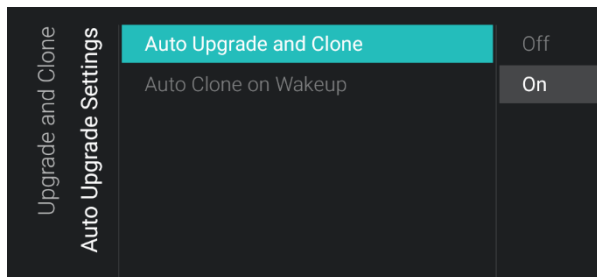 Upgrade and Clone
Auto Upgrade Settings
Auto Upgrade and Clone
Auto Clone on Wakeup
Off
On